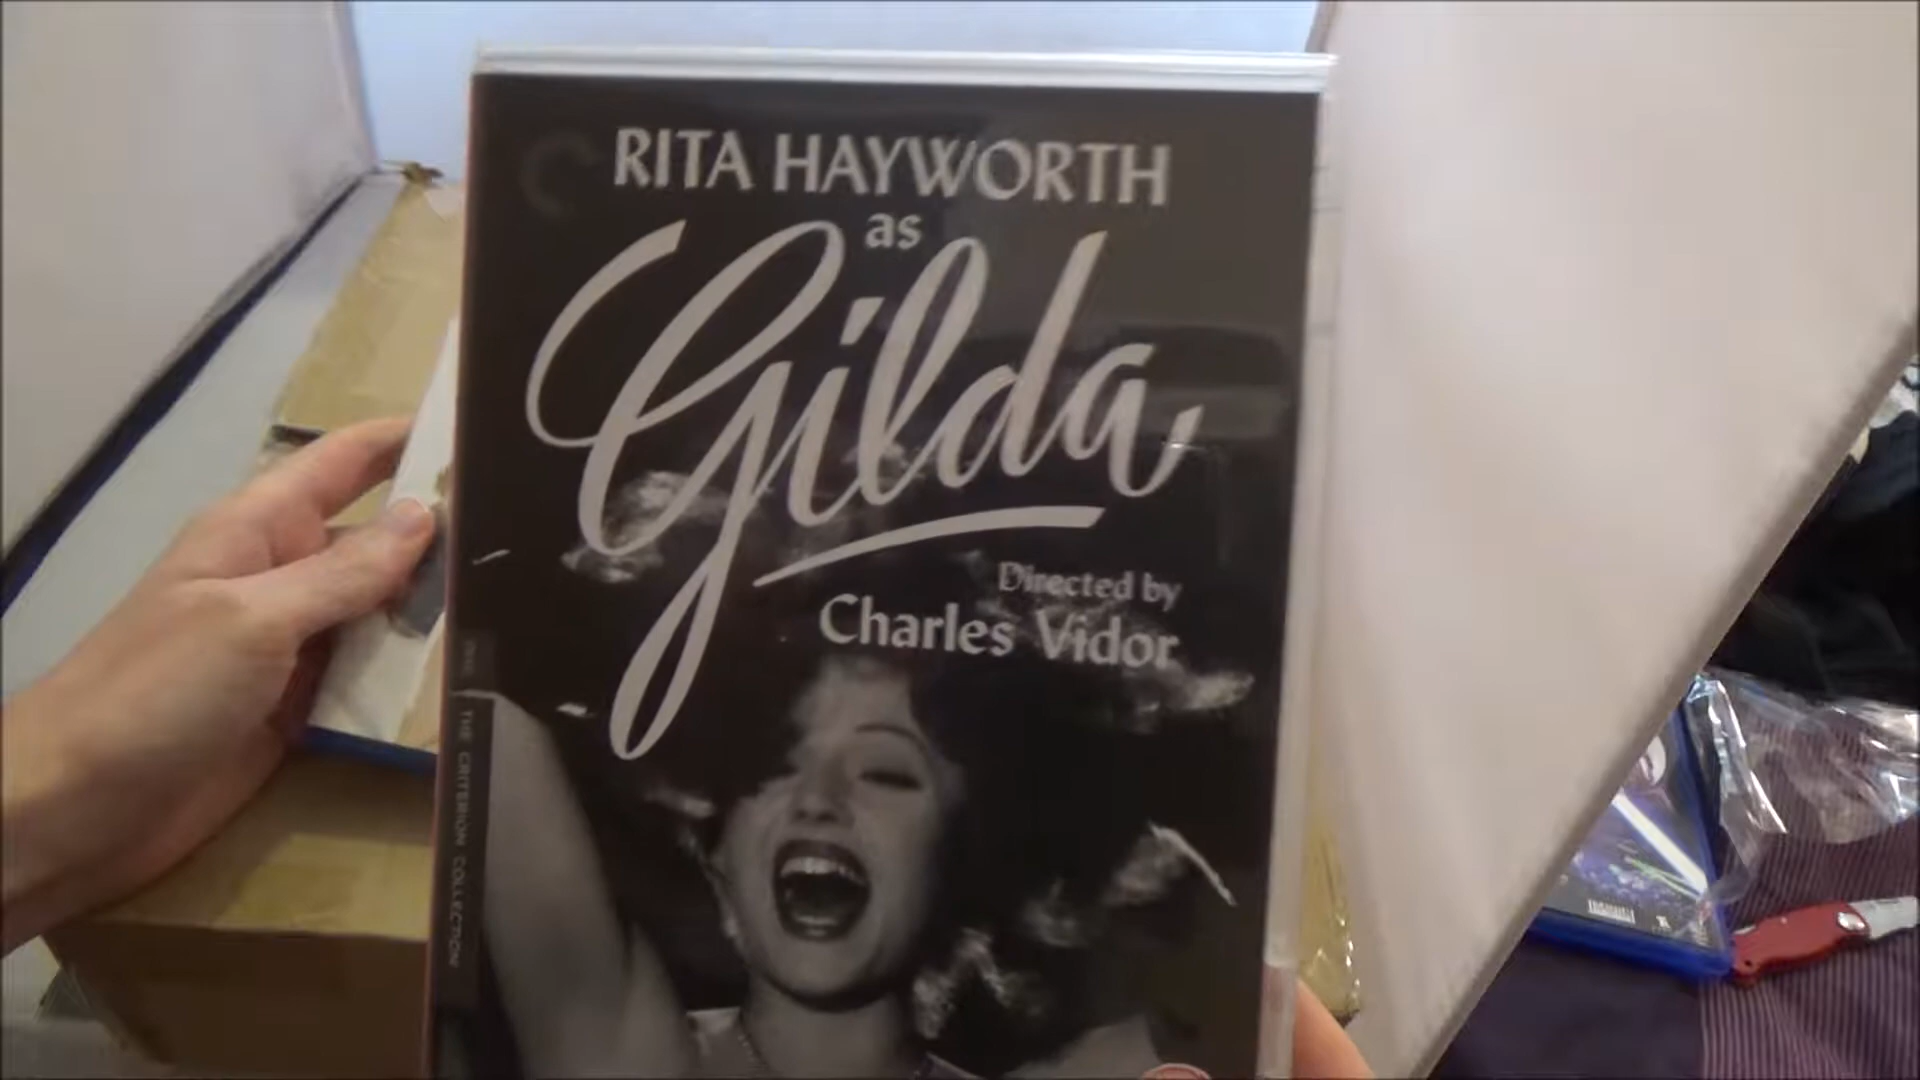 RITA HAYWORTH
as
Gilda
Directed by
Charles Vidor
THE CRITERION COLLECTION